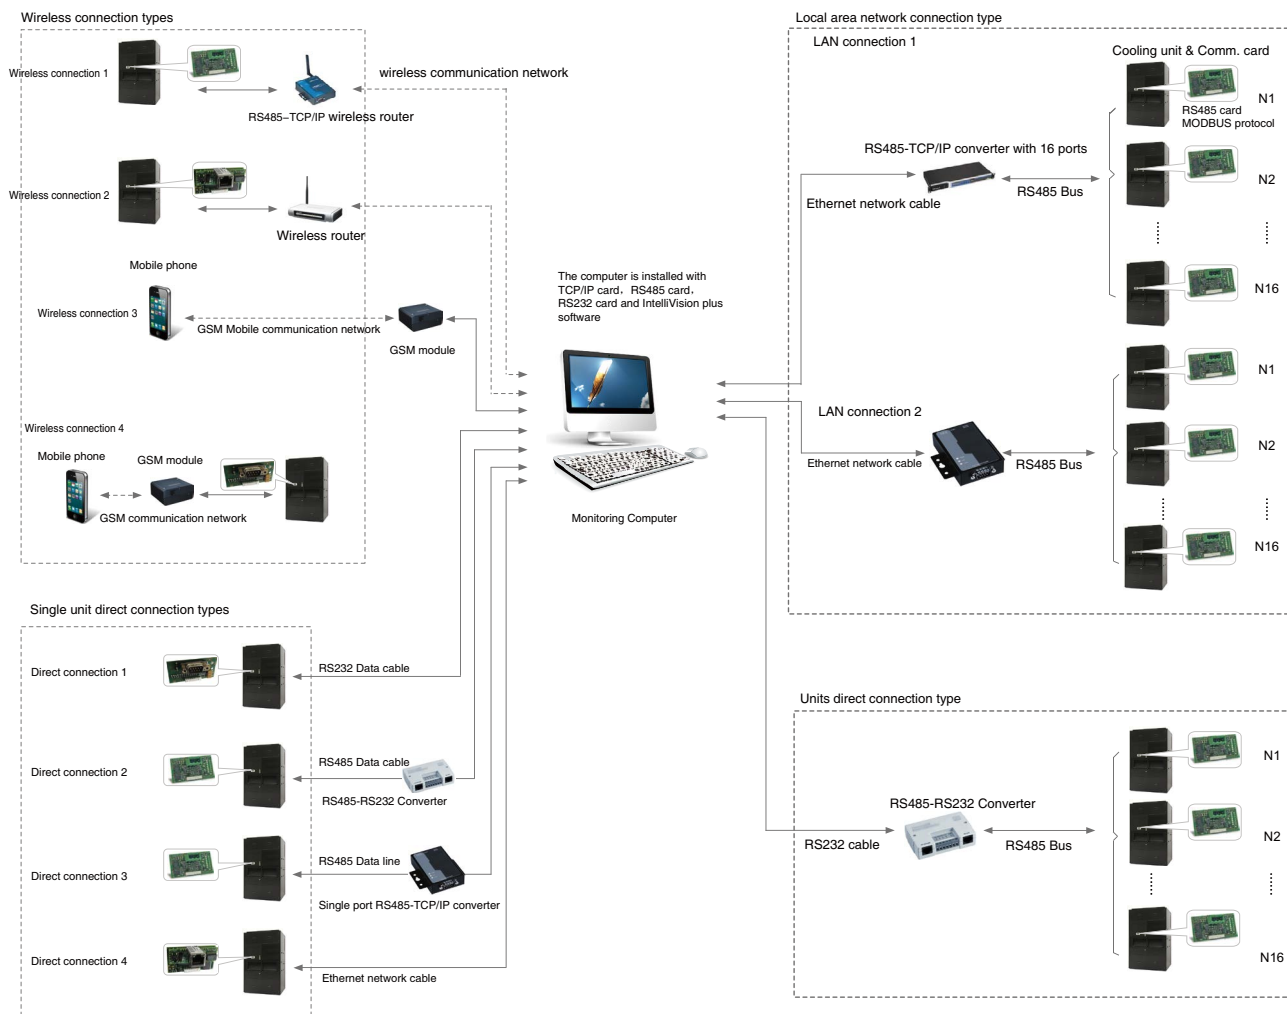 Wireless connection types
Wireless connection 1
RS485–TCP/IP wireless router
wireless communication network
Wireless connection 2
Wireless router
Mobile phone
Wireless connection 3
GSM Mobile communication network
GSM module
Wireless connection 4
Mobile phone
GSM module
GSM communication network
The computer is installed with
TCP/IP card，RS485 card，
RS232 card and IntelliVision plus
software
Monitoring Computer
Single unit direct connection types
Direct connection 1
RS232 Data cable
Direct connection 2
RS485 Data cable
RS485-RS232 Converter
Direct connection 3
RS485 Data line
Single port RS485-TCP/IP converter
Direct connection 4
Ethernet network cable
Local area network connection type
LAN connection 1
Cooling unit & Comm. card
N1
RS485 card
MODBUS protocol
RS485-TCP/IP converter with 16 ports
Ethernet network cable
RS485 Bus
N2
N16
LAN connection 2
Ethernet network cable
RS485 Bus
N1
N2
N16
Units direct connection type
RS485-RS232 Converter
RS232 cable
RS485 Bus
N1
N2
N16